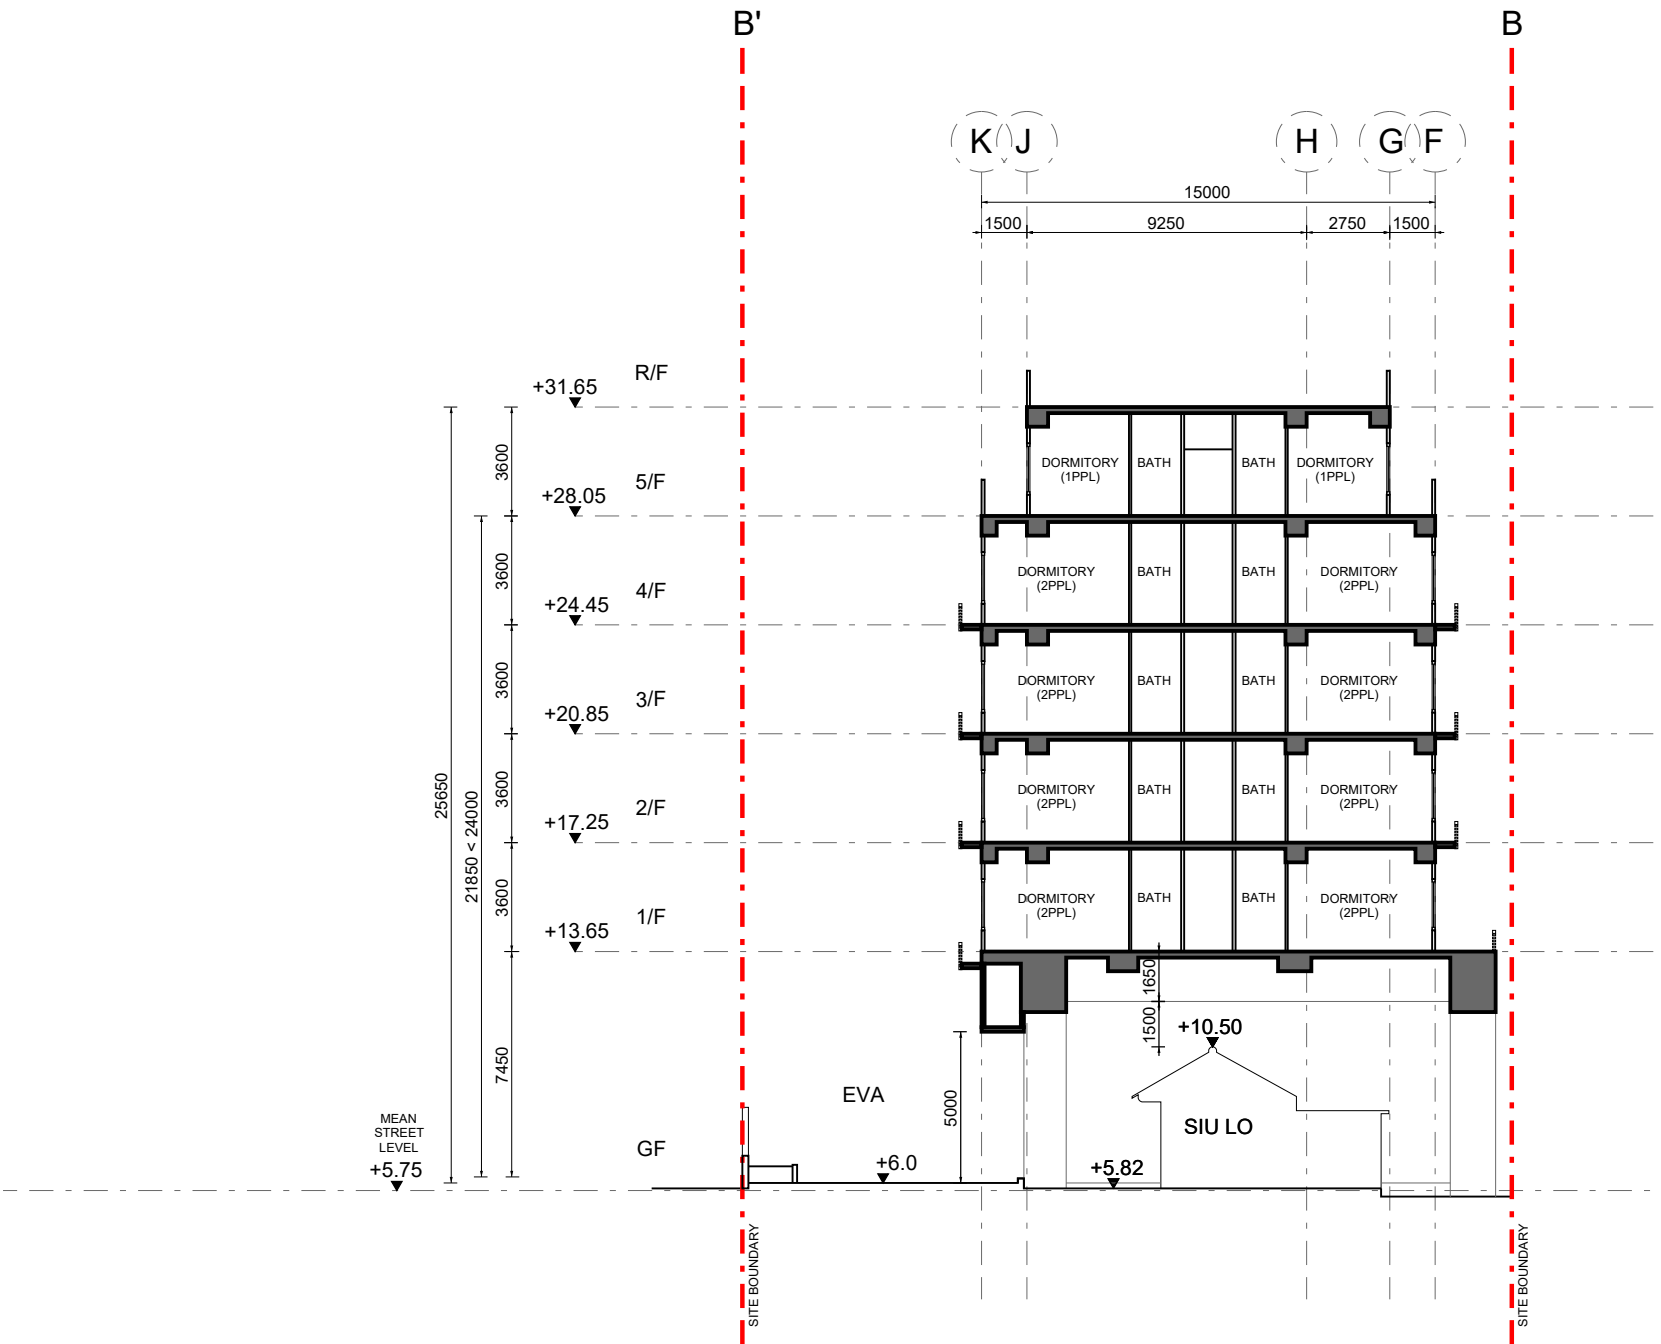 B'
B
K
J
H
G
F
15000
1500
9250
2750
1500
R/F
+31.65
3600
5/F
+28.05
DORMITORY
(1PPL)
BATH
BATH
DORMITORY
(1PPL)
3600
4/F
+24.45
DORMITORY
(2PPL)
BATH
BATH
DORMITORY
(2PPL)
3600
3/F
+20.85
DORMITORY
(2PPL)
BATH
BATH
DORMITORY
(2PPL)
25650
21850 < 24000
3600
2/F
+17.25
DORMITORY
(2PPL)
BATH
BATH
DORMITORY
(2PPL)
3600
1/F
+13.65
DORMITORY
(2PPL)
BATH
BATH
DORMITORY
(2PPL)
1650
1500
+10.50
7450
EVA
5000
SIU LO
MEAN
STREET
LEVEL
+5.75
GF
+6.0
+5.82
SITE BOUNDARY
SITE BOUNDARY